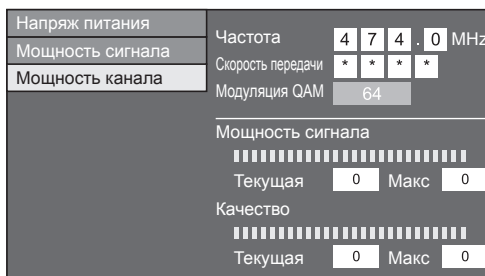 Напряж питания
Мощность сигнала
Мощность канала
Частота 4 7 4 . 0 MHz
Скорость передачи * * * *
Модуляция QAM 64
Мощность сигнала
Текущая 0 Макс 0
Качество
Текущая 0 Макс 0